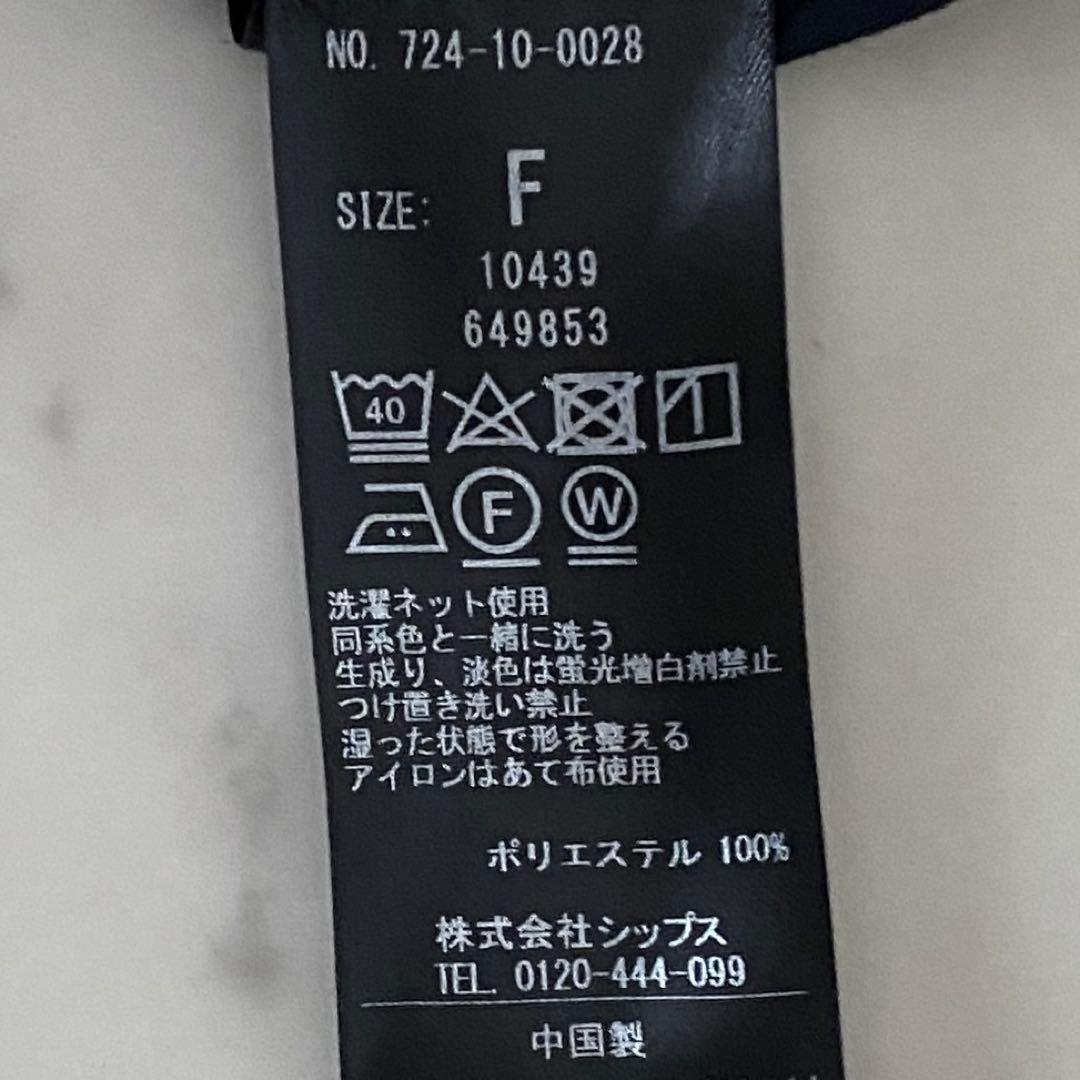 NO. 724-10-0028
SIZE: F
10439
649853
40
F W
洗濯ネット使用
同系色と一緒に洗う
生成り、淡色は蛍光増白剤禁止
つけ置き洗い禁止
湿った状態で形を整える
アイロンはあて布使用
ポリエステル 100%
株式会社シップス
TEL. 0120-444-099
中国製